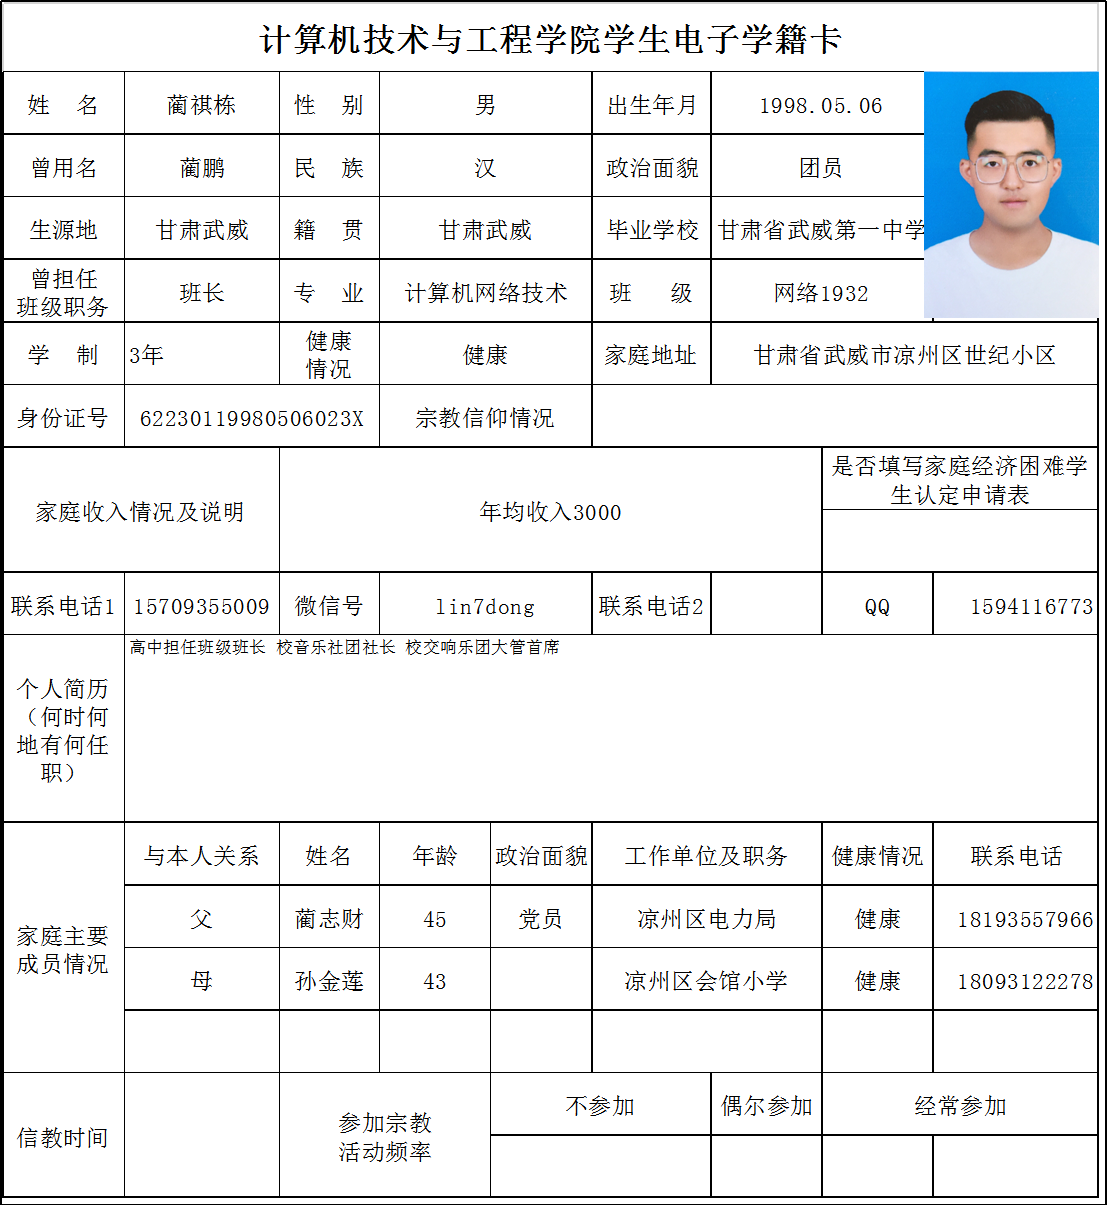 计算机技术与工程学院学生电子学籍卡
姓 名 蔺祺栋 性 别 男 出生年月 1998.05.06
曾用名 蔺鹏 民 族 汉 政治面貌 团员
生源地 甘肃武威 籍 贯 甘肃武威 毕业学校 甘肃省武威第一中学
曾担任
班级职务 班长 专 业 计算机网络技术 班 级 网络1932
学 制 3年 健康
情况 健康 家庭地址 甘肃省武威市凉州区世纪小区
身份证号 62230119980506023X 宗教信仰情况
家庭收入情况及说明 年均收入3000 是否填写家庭经济困难学
生认定申请表
联系电话1 15709355009 微信号 lin7dong 联系电话2 QQ 1594116773
个人简历
（何时何
地有何任
职）
高中担任班级班长 校音乐社团社长 校交响乐团大管首席
家庭主要
成员情况
与本人关系 姓名 年龄 政治面貌 工作单位及职务 健康情况 联系电话
父 蔺志财 45 党员 凉州区电力局 健康 18193557966
母 孙金莲 43 凉州区会馆小学 健康 18093122278
信教时间 参加宗教
活动频率 不参加 偶尔参加 经常参加